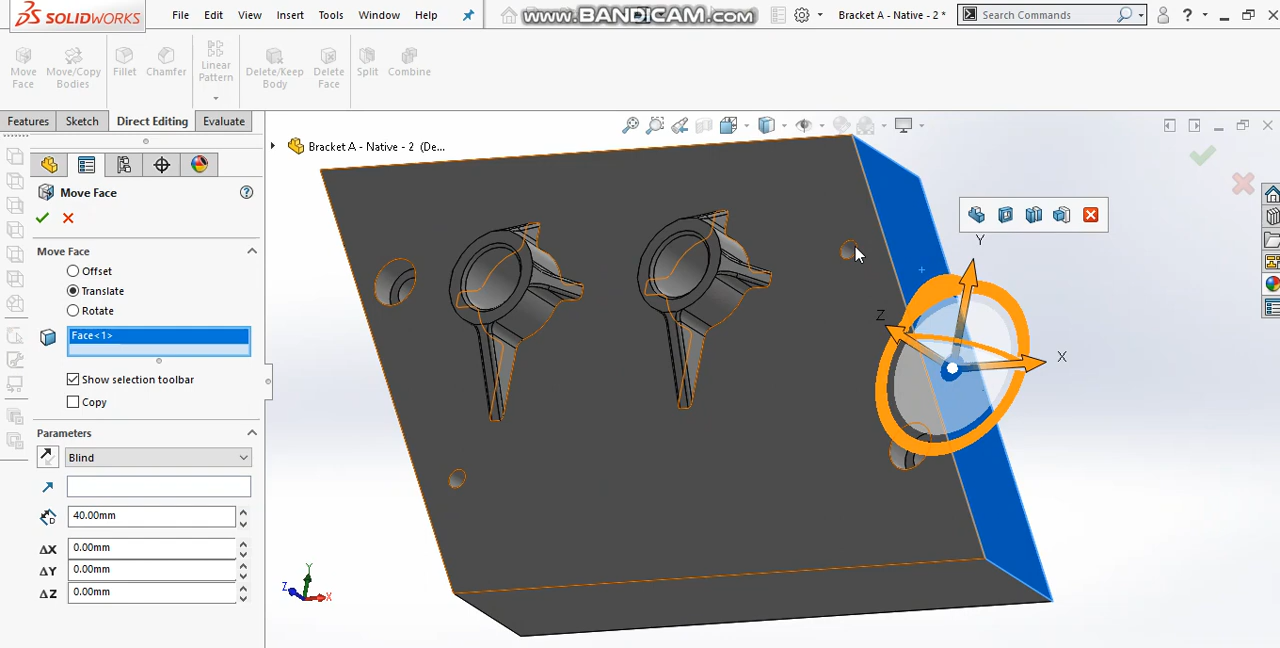 SOLIDWORKS
File Edit View Insert Tools Window Help
www.BANDICAM.com
Bracket A - Native - 2 *
Search Commands
?
Move Face
Move/Copy Bodies
Fillet
Chamfer
Linear Pattern
Delete/Keep Body
Delete Face
Split
Combine
Features Sketch Direct Editing Evaluate
Bracket A - Native - 2 (De...
Move Face
?
Move Face
Offset
Translate
Rotate
Face<1>
Show selection toolbar
Copy
Parameters
Blind
D
40.00mm
ΔX 0.00mm
ΔY 0.00mm
ΔZ 0.00mm
Y
Z
X
Y
Z
X